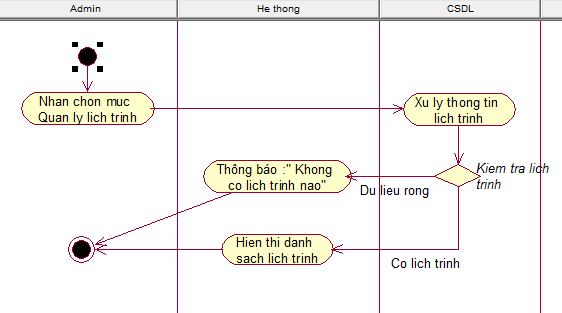 Admin
He thong
CSDL
Nhan chon muc
Quan ly lich trinh
Xu ly thong tin
lich trinh
Thông báo :" Khong
co lich trinh nao"
Du lieu rong
Kiem tra lich
trinh
Hien thi danh
sach lich trinh
Co lich trinh